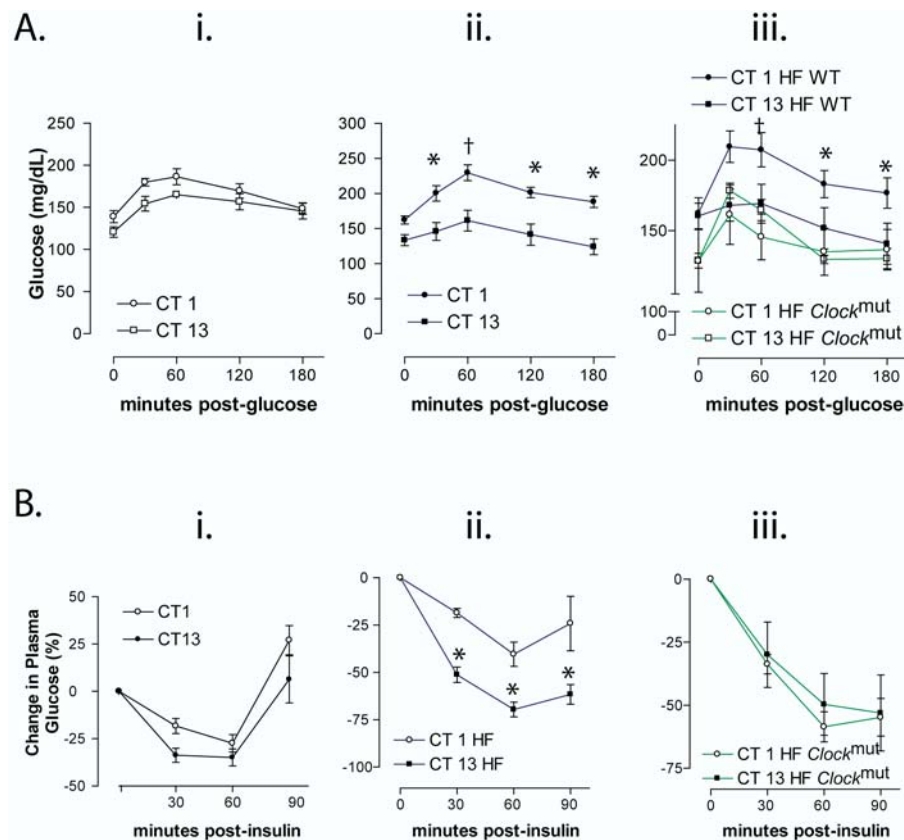 A.
i.
Glucose (mg/dL)
250
200
150
100
50
0
CT 1
CT 13
0 60 120 180
minutes post-glucose
ii.
300
250
200
150
100
50
0
* † * *
CT 1
CT 13
0 60 120 180
minutes post-glucose
iii.
CT 1 HF WT
CT 13 HF WT
† * *
200
150
100
0
CT 1 HF Clockmut
CT 13 HF Clockmut
0 60 120 180
minutes post-glucose
B.
i.
Change in Plasma
Glucose (%)
50
25
0
-25
-50
CT1
CT13
30 60 90
minutes post-insulin
ii.
0
-25
-50
-75
-100
* * *
CT 1 HF
CT 13 HF
0 30 60 90
minutes post-insulin
iii.
0
-25
-50
-75
CT 1 HF Clockmut
CT 13 HF Clockmut
0 30 60 90
minutes post-insulin